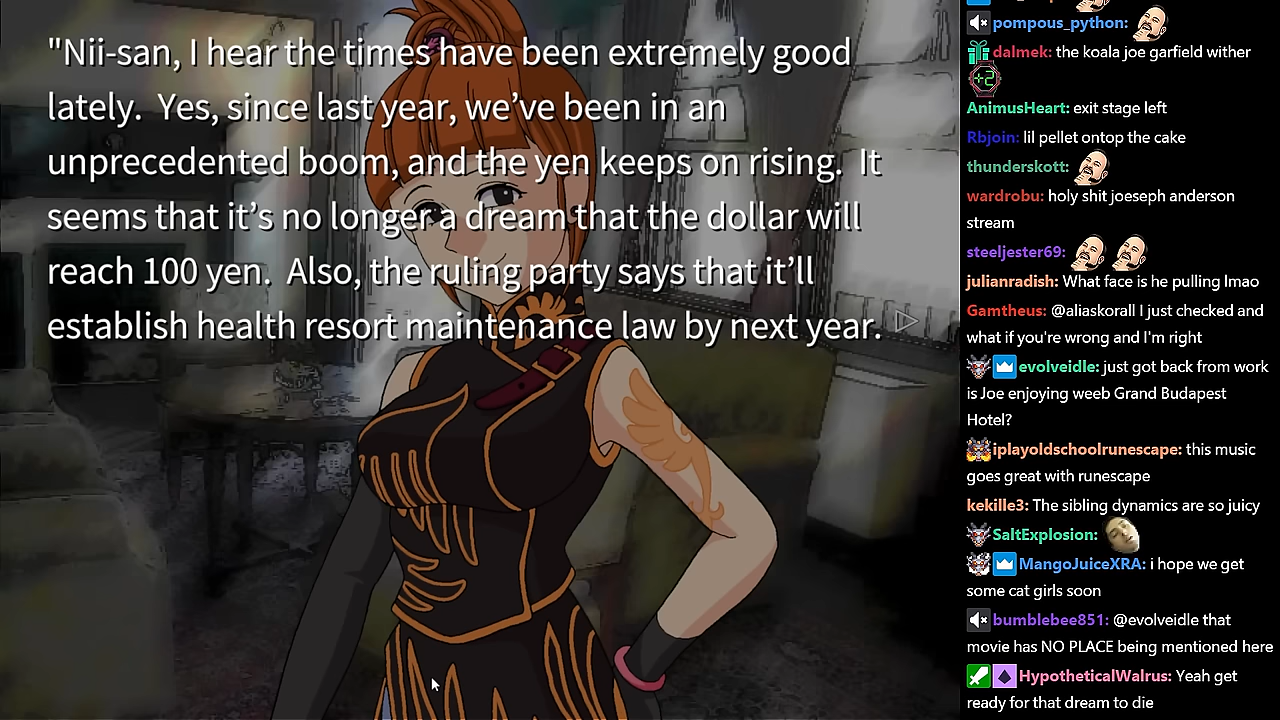 "Nii-san, I hear the times have been extremely good
lately.  Yes, since last year, we’ve been in an
unprecedented boom, and the yen keeps on rising.  It
seems that it’s no longer a dream that the dollar will
reach 100 yen.  Also, the ruling party says that it’ll
establish health resort maintenance law by next year.
pompous_python:
dalmek: the koala joe garfield wither
+2
AnimusHeart: exit stage left
Rbjoin: lil pellet ontop the cake
thunderskott:
wardrobu: holy shit joeseph anderson
stream
steeljester69:
julianradish: What face is he pulling lmao
Gamtheus: @aliaskorall I just checked and
what if you're wrong and I'm right
evolveidle: just got back from work
is Joe enjoying weeb Grand Budapest
Hotel?
iplayoldschoolrunescape: this music
goes great with runescape
kekille3: The sibling dynamics are so juicy
SaltExplosion:
MangoJuiceXRA: i hope we get
some cat girls soon
bumblebee851: @evolveidle that
movie has NO PLACE being mentioned here
HypotheticalWalrus: Yeah get
ready for that dream to die